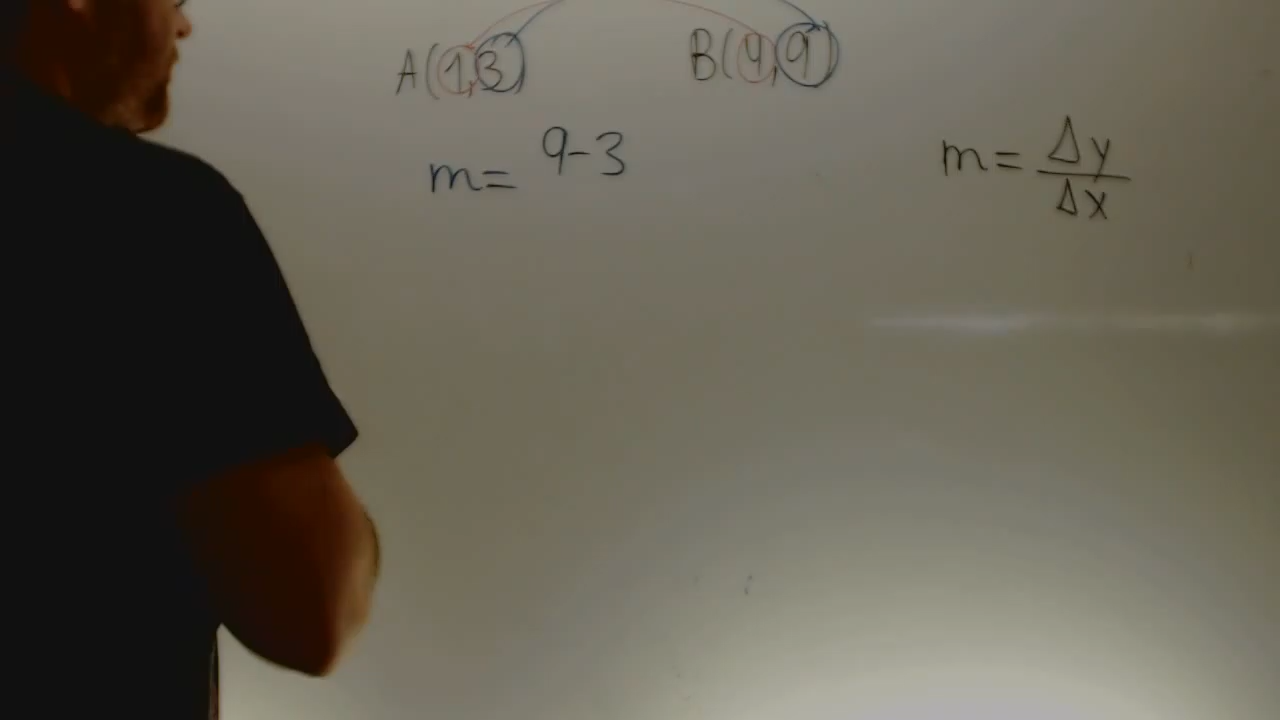 A(1,3) B(4,9)
m= 9-3
m= Δy/Δx